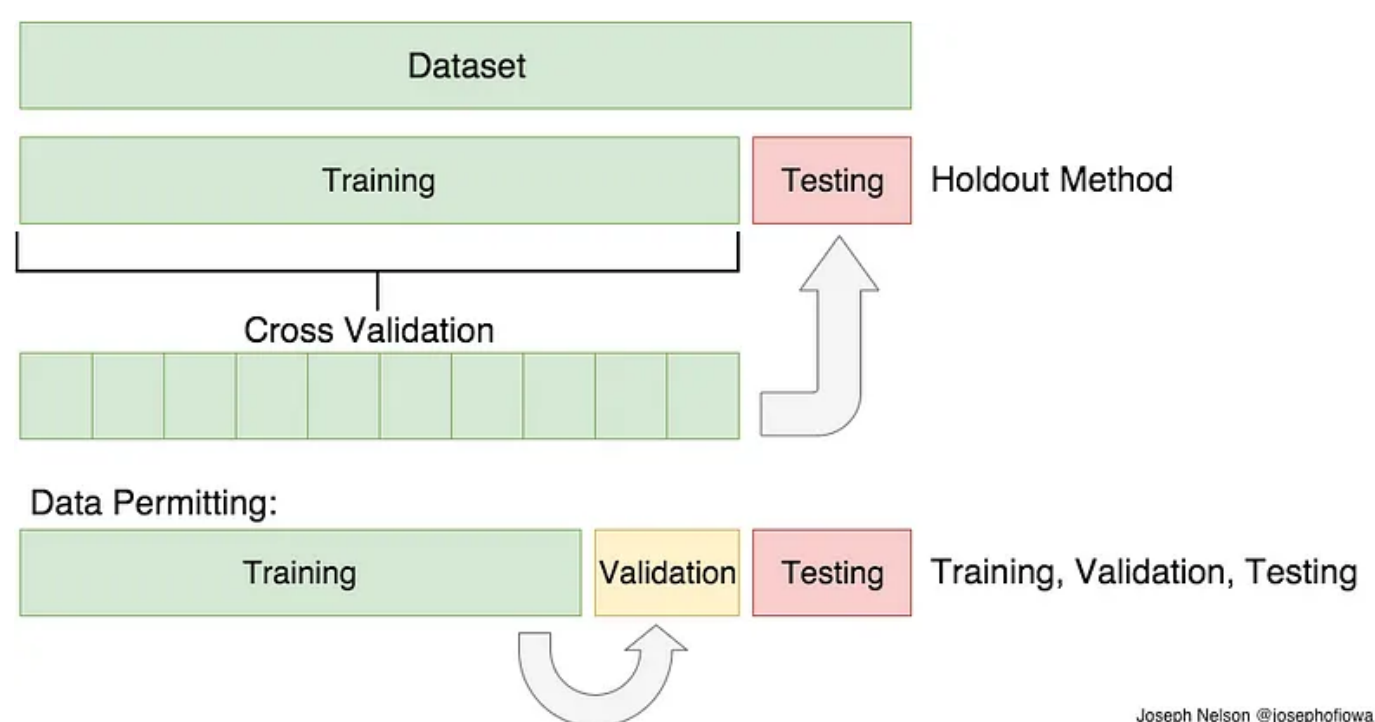 Dataset
Training
Testing
Holdout Method
Cross Validation
Data Permitting:
Training
Validation
Testing
Training, Validation, Testing
Joseph Nelson @josephofiowa